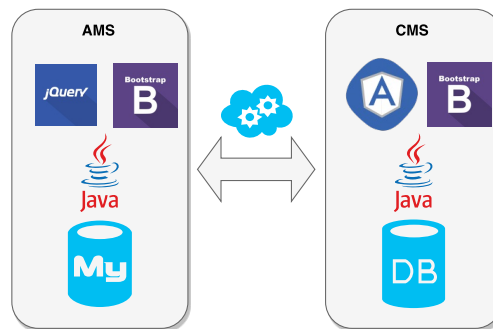 AMS
jQuery
Bootstrap
B
Java
My
CMS
A
Bootstrap
B
Java
DB